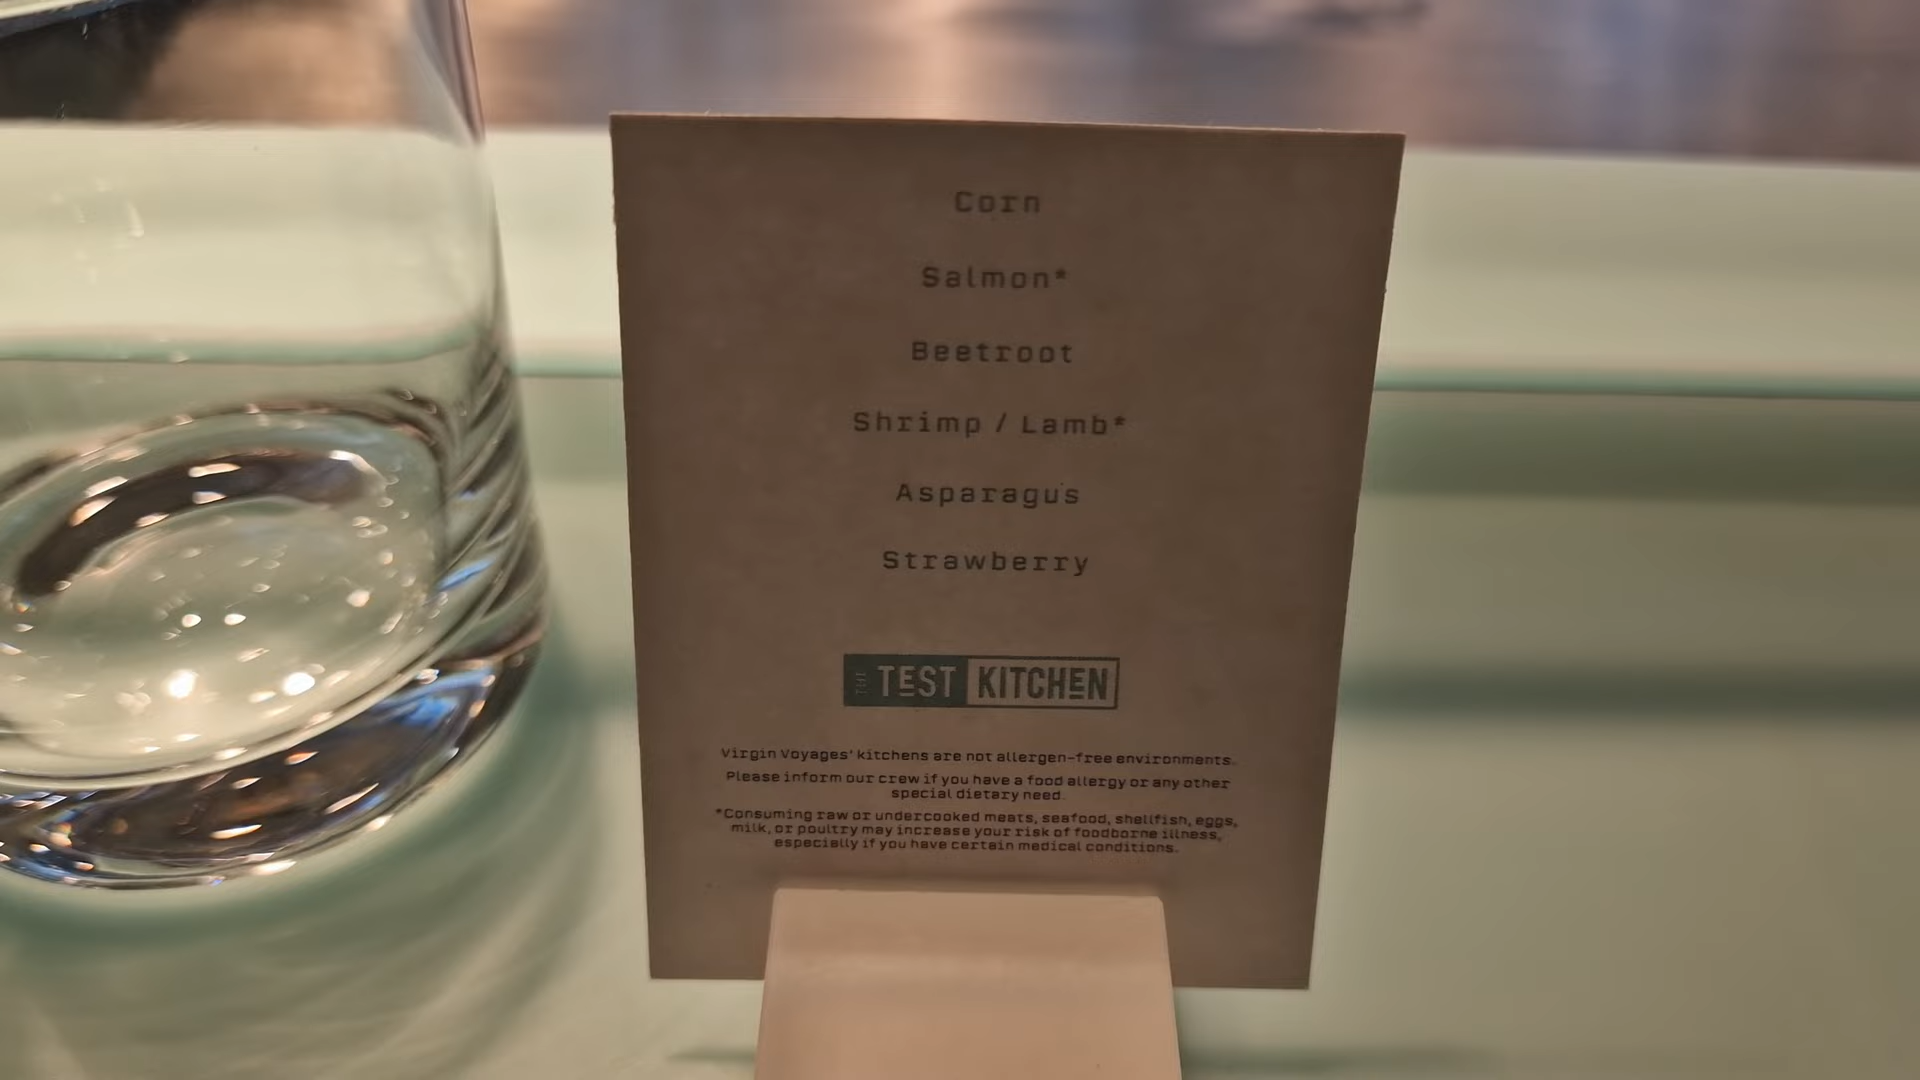 Corn
Salmon*
Beetroot
Shrimp / Lamb*
Asparagus
Strawberry
THE TEST KITCHEN
Virgin Voyages' kitchens are not allergen-free environments.
Please inform our crew if you have a food allergy or any other
special dietary need.
*Consuming raw or undercooked meats, seafood, shellfish, eggs,
milk, or poultry may increase your risk of foodborne illness,
especially if you have certain medical conditions.